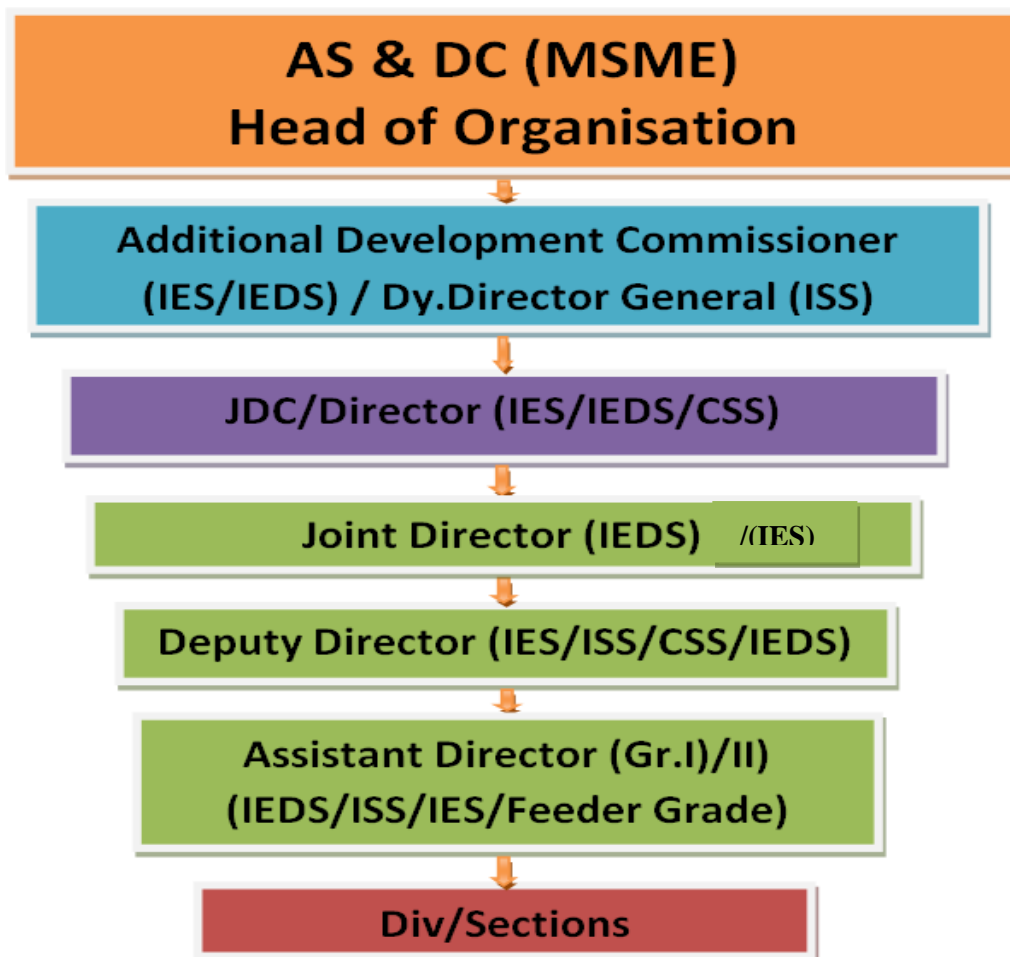 AS & DC (MSME)
Head of Organisation
Additional Development Commissioner
(IES/IEDS) / Dy.Director General (ISS)
JDC/Director (IES/IEDS/CSS)
Joint Director (IEDS) /(IES)
Deputy Director (IES/ISS/CSS/IEDS)
Assistant Director (Gr.I)/II)
(IEDS/ISS/IES/Feeder Grade)
Div/Sections